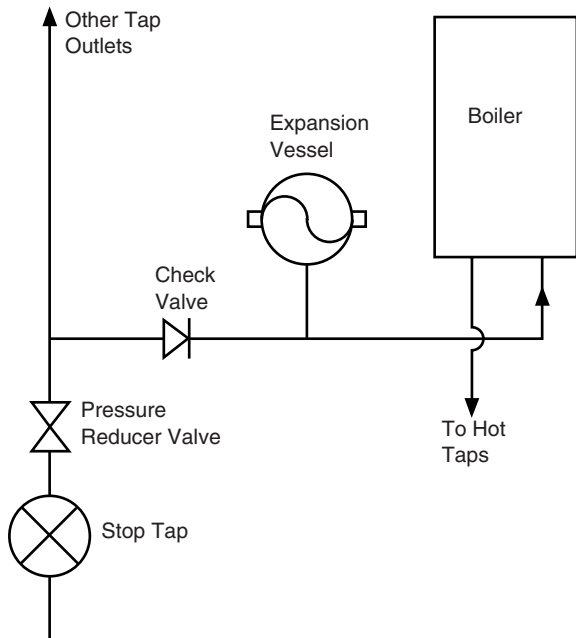 Other Tap
Outlets
Boiler
Expansion
Vessel
Check
Valve
Pressure
Reducer Valve
To Hot
Taps
Stop Tap